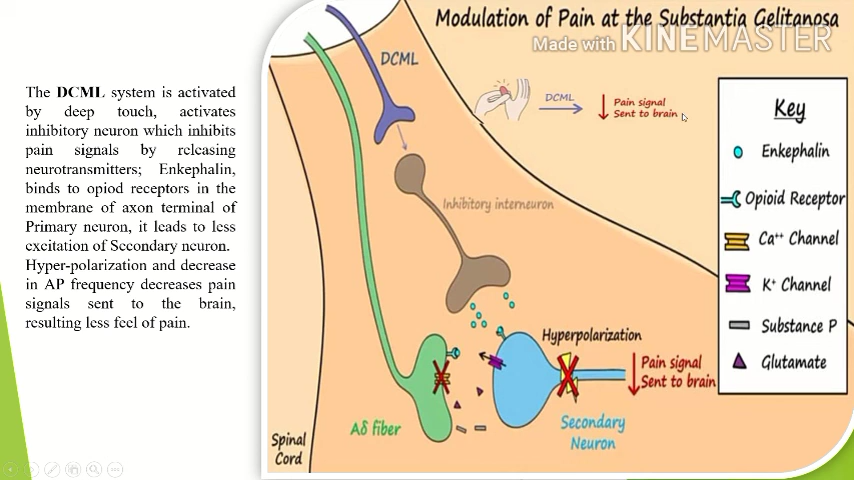 Modulation of Pain at the Substantia Gelitanosa
Made with KINEMASTER
The DCML system is activated
by deep touch, activates
inhibitory neuron which inhibits
pain signals by releasing
neurotransmitters; Enkephalin,
binds to opiod receptors in the
membrane of axon terminal of
Primary neuron, it leads to less
excitation of Secondary neuron.
Hyper-polarization and decrease
in AP frequency decreases pain
signals sent to the brain,
resulting less feel of pain.
DCML
DCML
Pain signal
Sent to brain
Inhibitory interneuron
Hyperpolarization
Pain signal
Sent to brain
Aδ fiber
Secondary
Neuron
Spinal
Cord
Key
Enkephalin
Opioid Receptor
Ca++ Channel
K+ Channel
Substance P
Glutamate